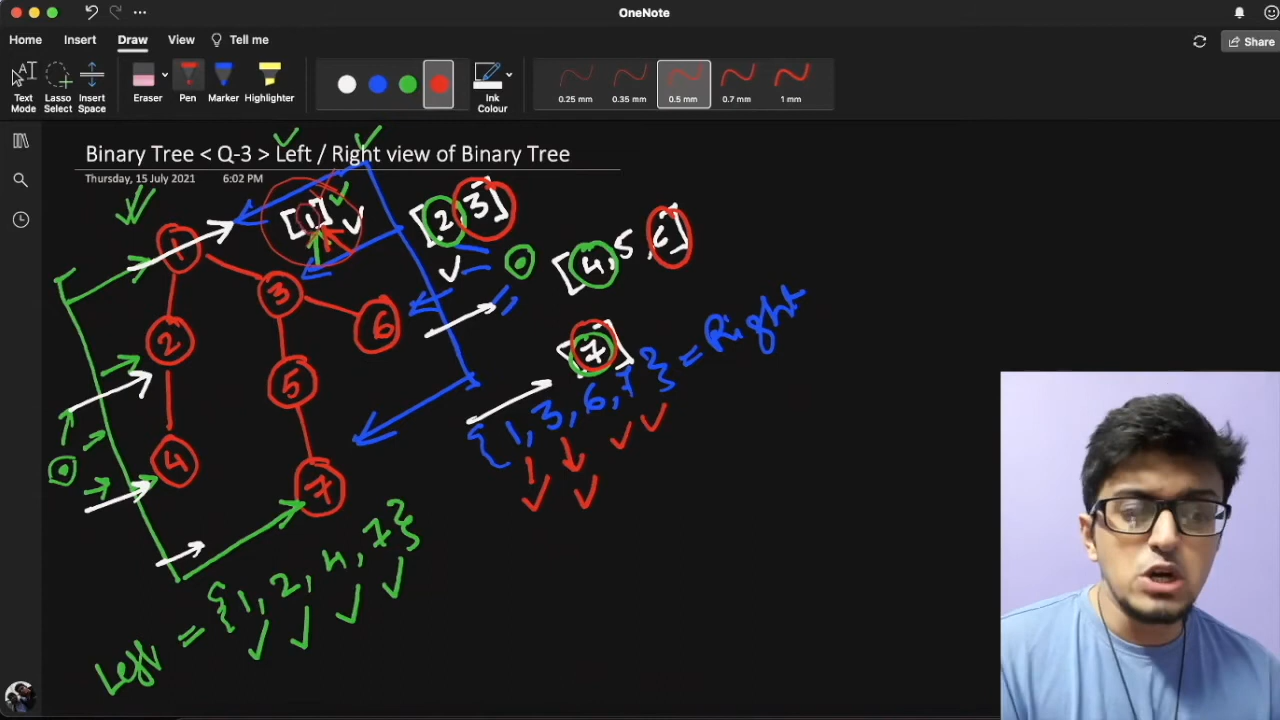 OneNote
Home Insert Draw View Tell me
Share
Text Mode
Lasso Select
Insert Space
Eraser
Pen
Marker
Highlighter
Ink Colour
0.25 mm
0.35 mm
0.5 mm
0.7 mm
1 mm
Binary Tree < Q-3 > Left / Right view of Binary Tree
Thursday, 15 July 2021 6:02 PM
[1]
[2 3]
[4, 5, 6]
[7]
1
3
6
2
5
4
7
{1, 3, 6, 7} = Right
Left = {1, 2, 4, 7}